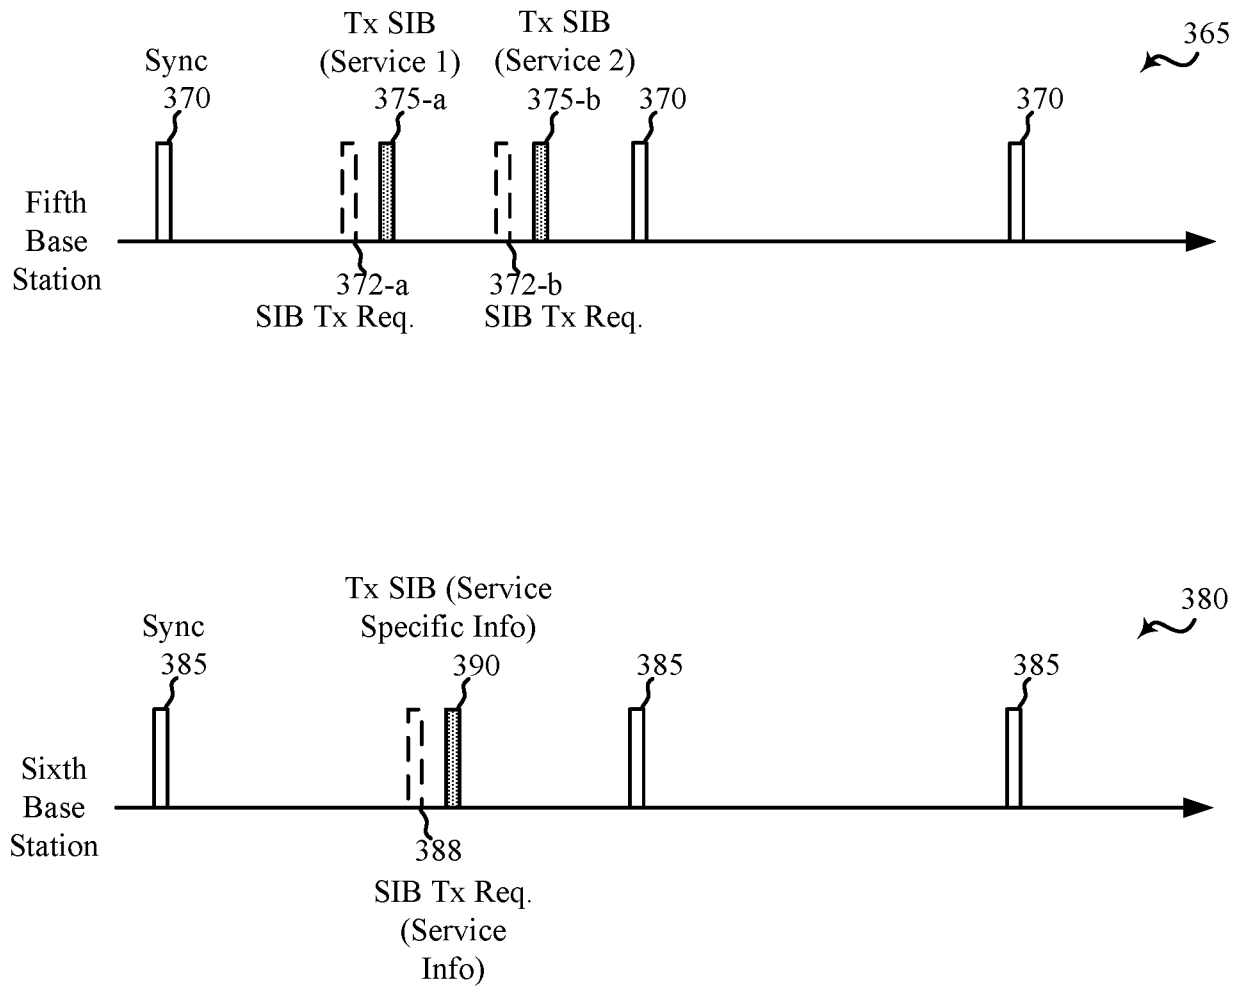 Tx SIB
(Service 1)
Tx SIB
(Service 2)
365
Sync
370
375-a
375-b
370
370
Fifth
Base
Station
372-a
SIB Tx Req.
372-b
SIB Tx Req.
Tx SIB (Service
Specific Info)
380
Sync
385
390
385
385
Sixth
Base
Station
388
SIB Tx Req.
(Service
Info)